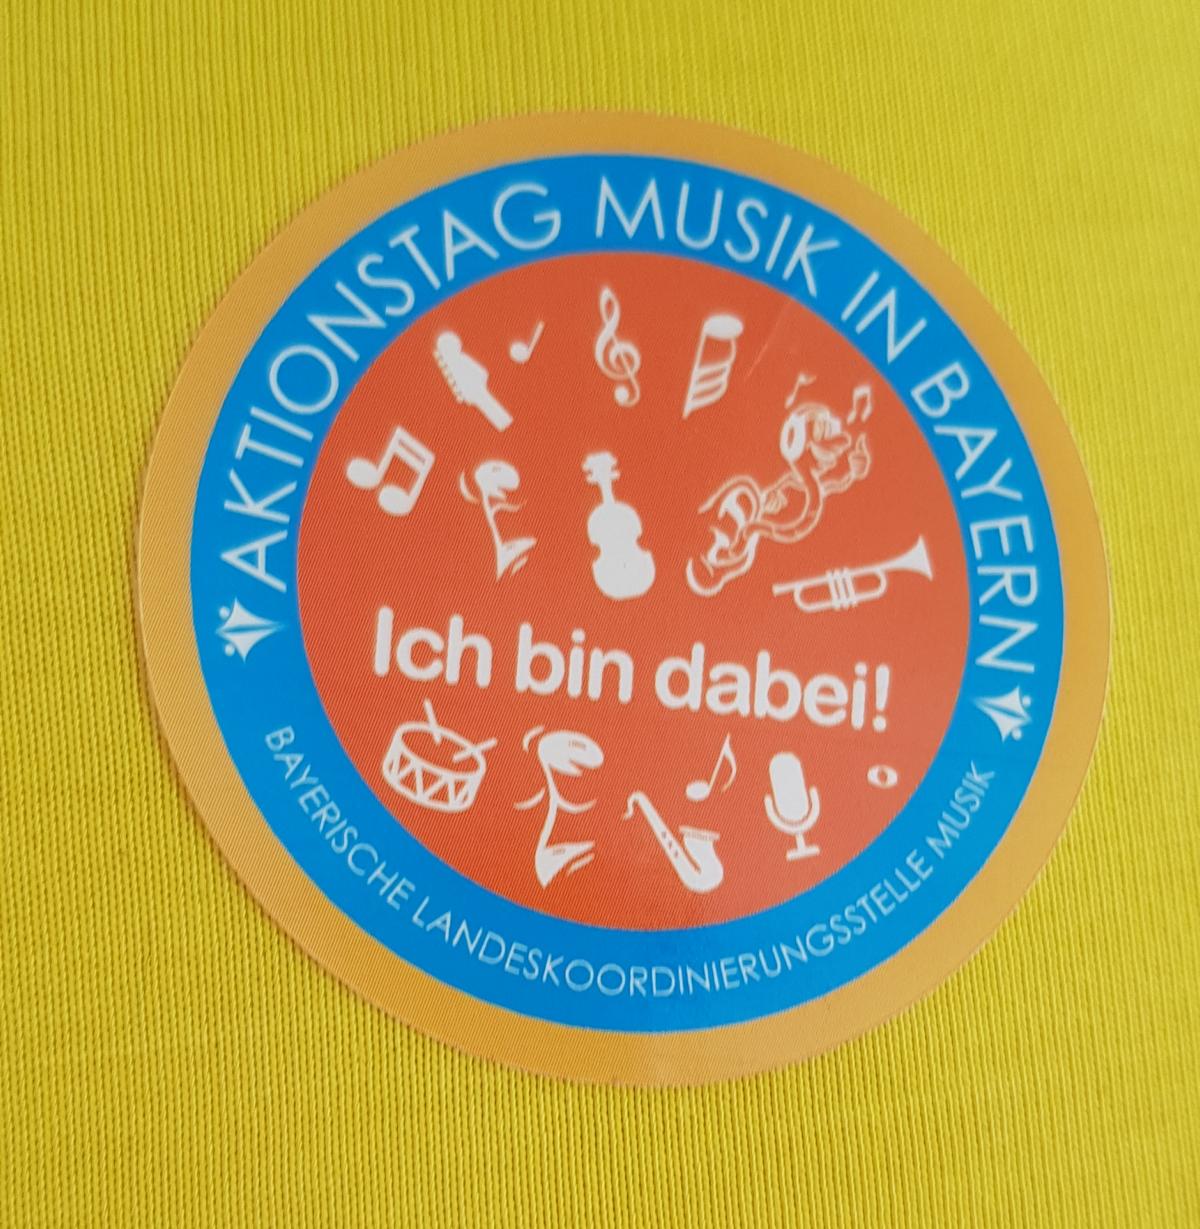 AKTIONSTAG MUSIK IN BAYERN
Ich bin dabei!
BAYERISCHE LANDESKOORDINIERUNGSSTELLE MUSIK